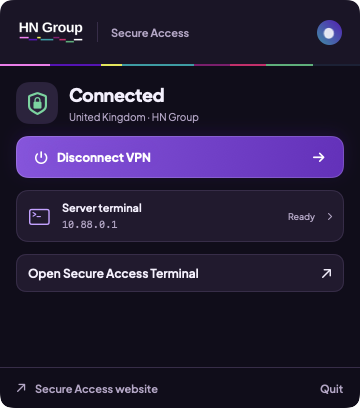 HN Group
Secure Access
Connected
United Kingdom · HN Group
Disconnect VPN
Server terminal
10.88.0.1
Ready
Open Secure Access Terminal
Secure Access website
Quit